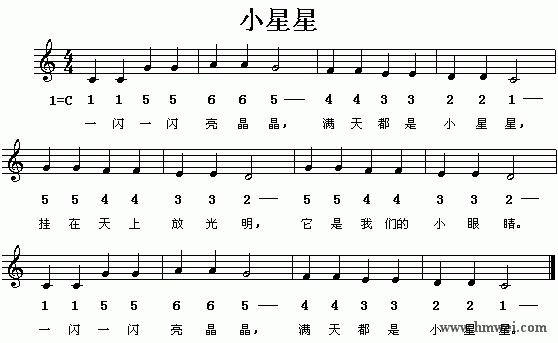 小星星
4
4
1=C 1 1 5 5 6 6 5 — 4 4 3 3 2 2 1 —
一 闪 一 闪 亮 晶 晶， 满 天 都 是 小 星 星，
5 5 4 4 3 3 2 — 5 5 4 4 3 3 2 —
挂 在 天 上 放 光 明， 它 是 我 们的 小 眼 睛。
1 1 5 5 6 6 5 — 4 4 3 3 2 2 1 —
一 闪 一 闪 亮 晶 晶， 满 天 都 是 小 星 星。
www.hmwei.com